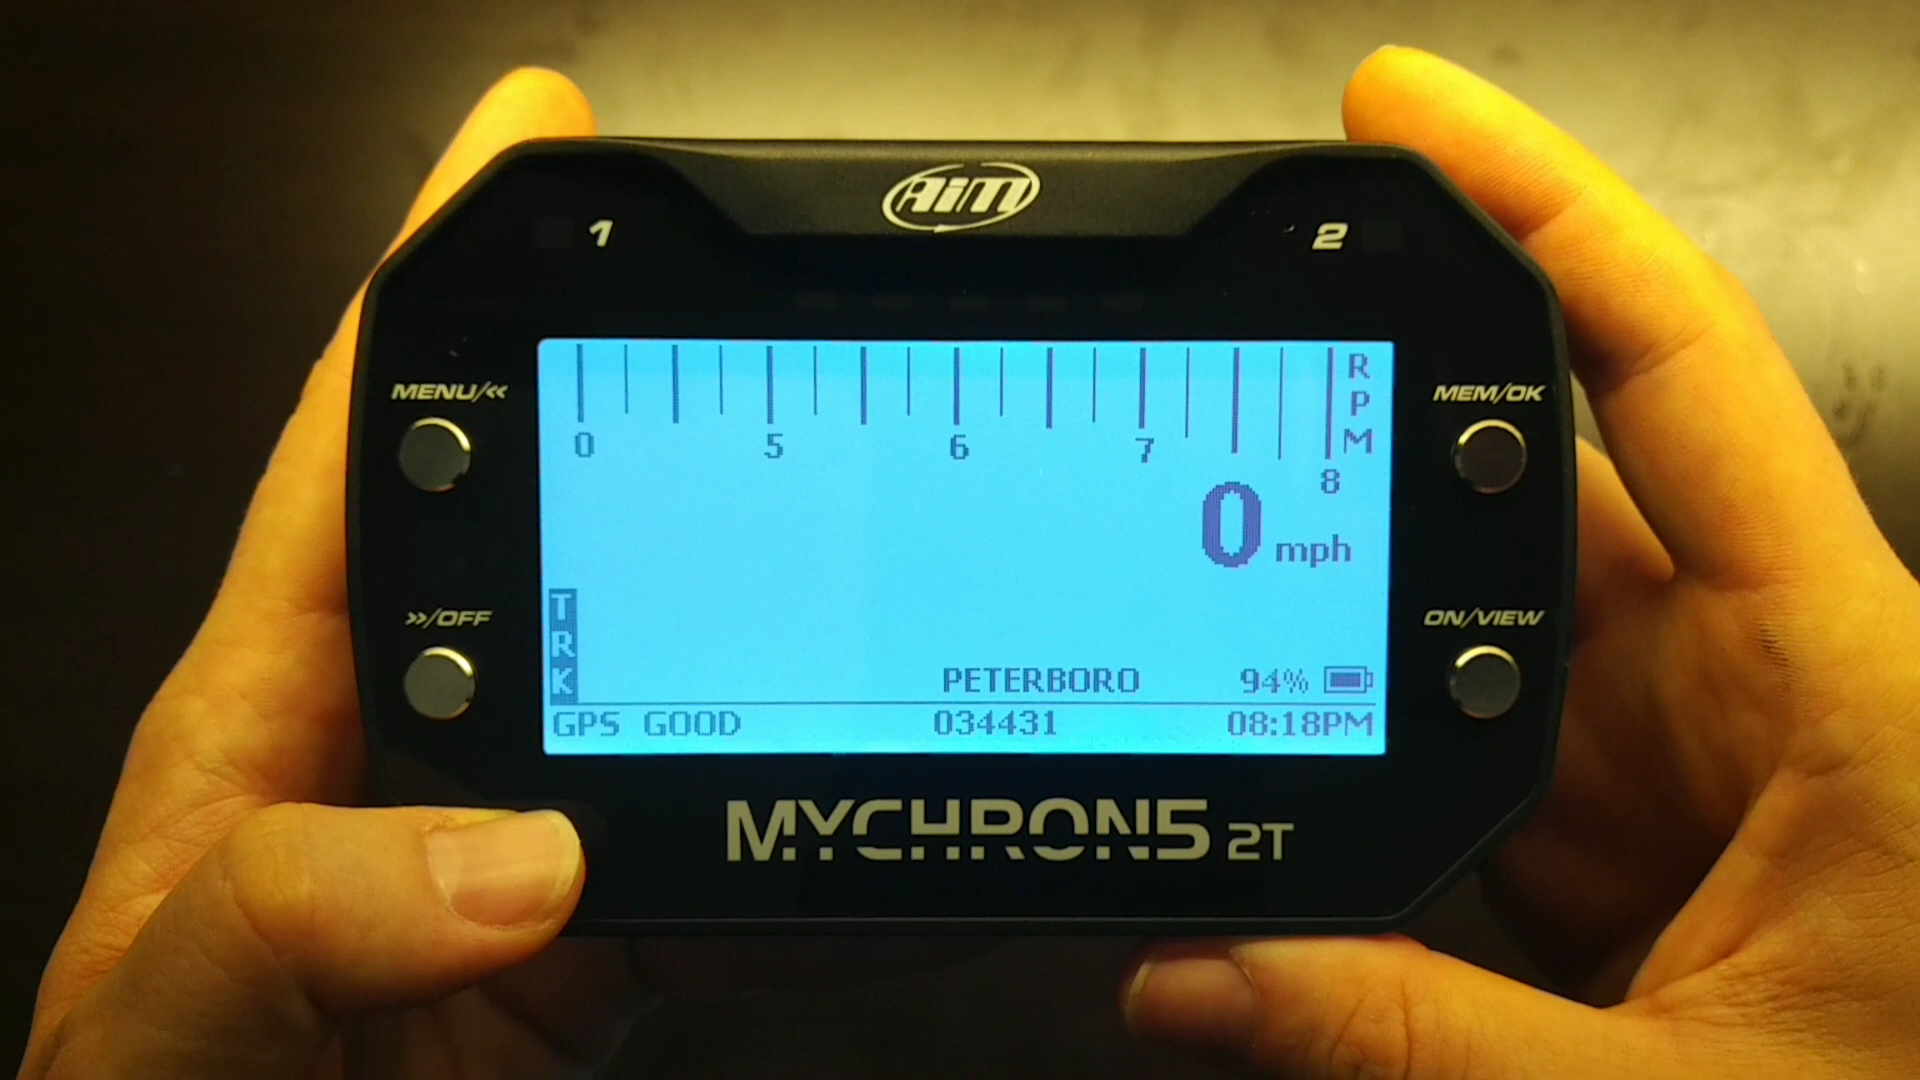 AiM
1 2
MENU/<<
MEM/OK
>>/OFF
ON/VIEW
RPM
0 5 6 7 8
0 mph
TRK
PETERBORO 94%
GPS GOOD 034431 08:18PM
MYCHRON5 2T